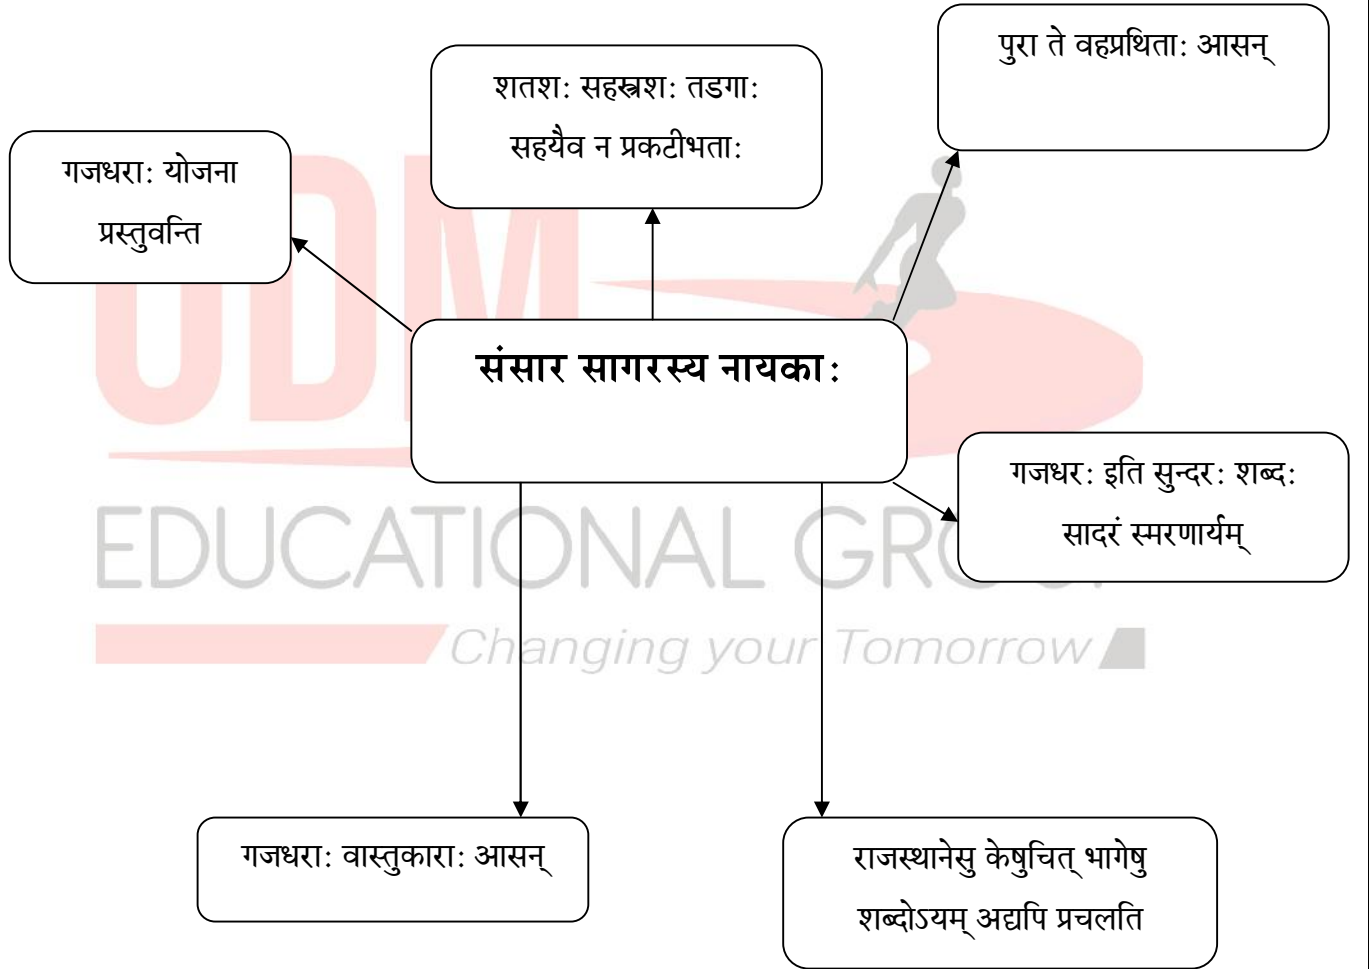 पुरा ते वहप्रथिता: आसन्
शतश: सहस्त्रश: तडगा:
सहयैव न प्रकटीभता:
गजधरा: योजना
प्रस्तुवन्ति
संसार सागरस्य नायका:
गजधर: इति सुन्दर: शब्द:
सादरं स्मरणार्यम्
EDUCATIONAL
Changing your Tomorrow
गजधरा: वास्तुकारा: आसन्
राजस्थानेसु केषुचित् भागेषु
शब्दोऽयम् अद्यपि प्रचलति